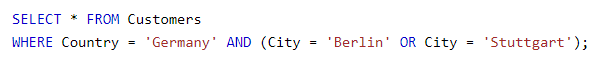 SELECT * FROM Customers
WHERE Country = 'Germany' AND (City = 'Berlin' OR City = 'Stuttgart');